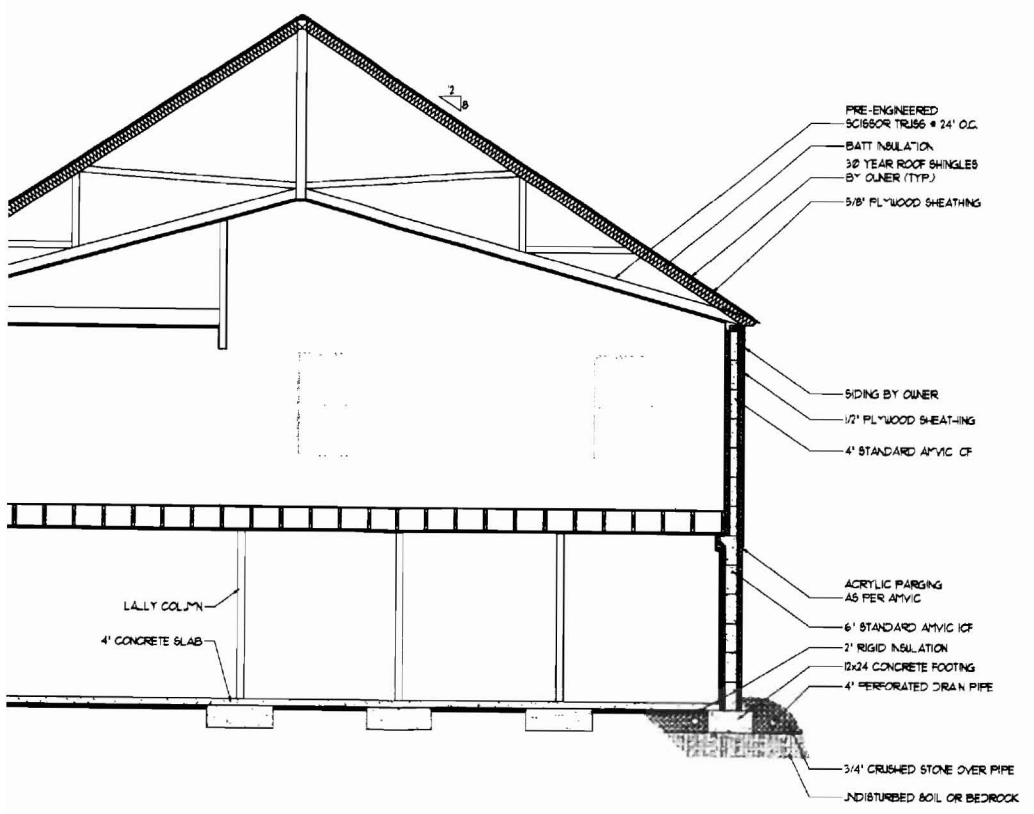 12
8
PRE-ENGINEERED
SCISSOR TRUSS @ 24" O.C.
BATT INSULATION
30 YEAR ROOF SHINGLES
BY OWNER (TYP.)
5/8" PLYWOOD SHEATHING
SIDING BY OWNER
1/2" PLYWOOD SHEATHING
4" STANDARD AMVIC ICF
ACRYLIC PARGING
AS PER AMVIC
LALLY COLUMN
4" CONCRETE SLAB
6" STANDARD AMVIC ICF
2" RIGID INSULATION
12x24 CONCRETE FOOTING
4" PERFORATED DRAIN PIPE
3/4" CRUSHED STONE OVER PIPE
UNDISTURBED SOIL OR BEDROCK